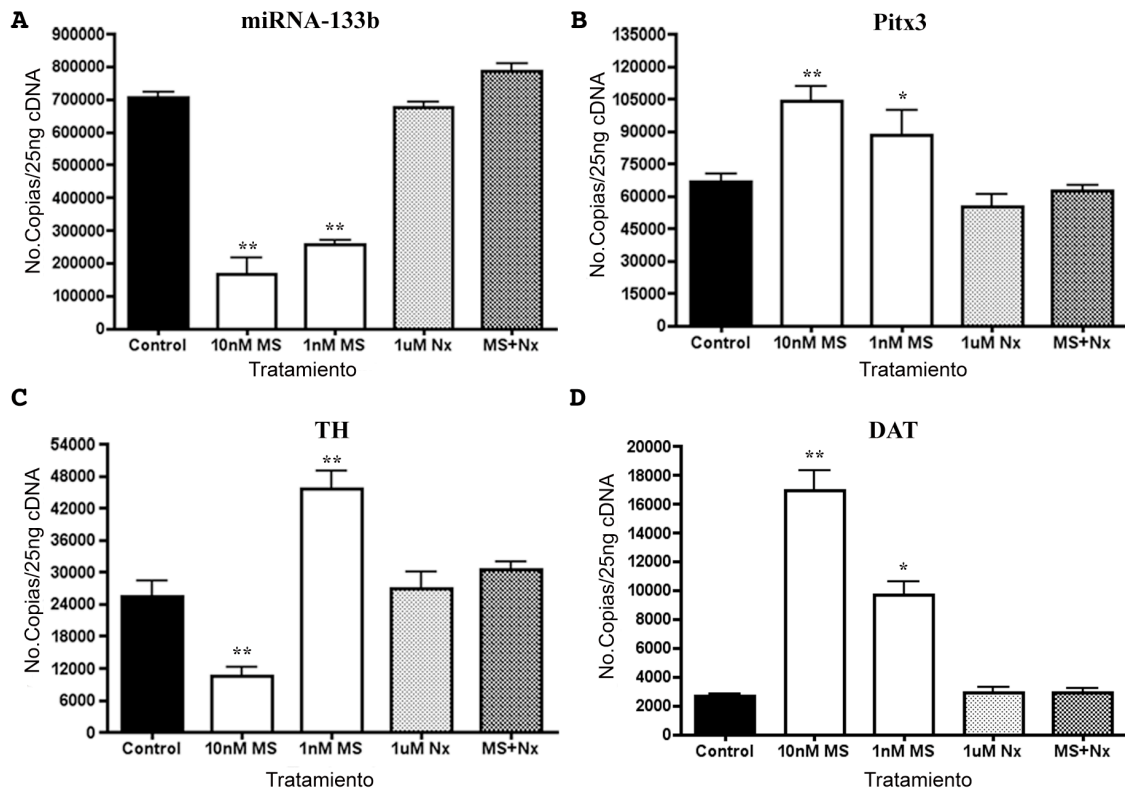 A
miRNA-133b
No.Copias/25ng cDNA
900000
800000
700000
600000
500000
400000
300000
200000
100000
0
**
**
Control
10nM MS
1nM MS
1uM Nx
MS+Nx
Tratamiento
B
Pitx3
No.Copias/25ng cDNA
135000
120000
105000
90000
75000
60000
45000
30000
15000
0
**
*
Control
10nM MS
1nM MS
1uM Nx
MS+Nx
Tratamiento
C
TH
No.Copias/25ng cDNA
54000
48000
42000
36000
30000
24000
18000
12000
6000
0
**
**
Control
10nM MS
1nM MS
1uM Nx
MS+Nx
Tratamiento
D
DAT
No.Copias/25ng cDNA
20000
18000
16000
14000
12000
10000
8000
6000
4000
2000
0
**
*
Control
10nM MS
1nM MS
1uM Nx
MS+Nx
Tratamiento